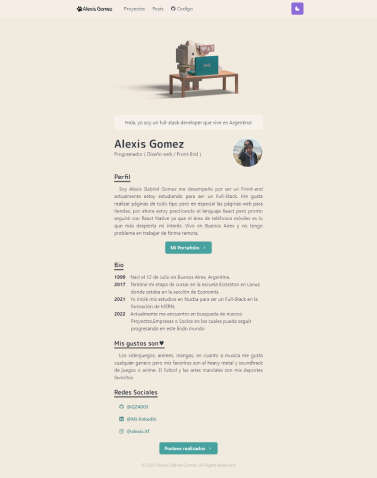 Alexis Gomez Proyectos Posts Codigo
Hola, yo soy un full-stack developer que vive en Argentina!
Alexis Gomez
Programador ( Diseño web / Front-End )
Perfil
Soy Alexis Gabriel Gomez me desempeño por ser un Front-end
actualmente estoy estudiando para ser un Full-Stack. Me gusta
realizar páginas de todo tipo pero en especial las páginas web para
tiendas, por ahora estoy practicando el lenguaje React pero pronto
seguiré con React Native ya que el área de teléfonos móviles es lo
que más despierta mi interés. Vivo en Buenos Aires y no tengo
problema en trabajar de forma remota.
Mi Portafolio
Bio
1999 Nací el 12 de Julio en Buenos Aires, Argentina.
2017 Termine mi etapa de cursar en la escuela Eccleston en Lanus
donde estaba en la sección de Economía
2021 Yo inicié mis estudios en Nucba para ser un Full-Stack en la
formación de MERN.
2022 Actualmente me encuentro en busqueda de nuevos
Proyectos,Empresas o Socios en los cuales pueda seguir
progresando en este lindo mundo
Mis gustos son♥
Los videojuegos, animes, mangas, en cuanto a musica me gusta
cualquier genero pero mis favoritos son el heavy metal y soundtrack
de juegos o anime. El futbol y las artes marciales son mis deportes
favoritos
Redes Sociales
@GZ4003
@Mi-linkedIn
@alexis.itf
Posteos realizados
© 2022 Alexis Gabriel Gomez. All Rights Reserved.